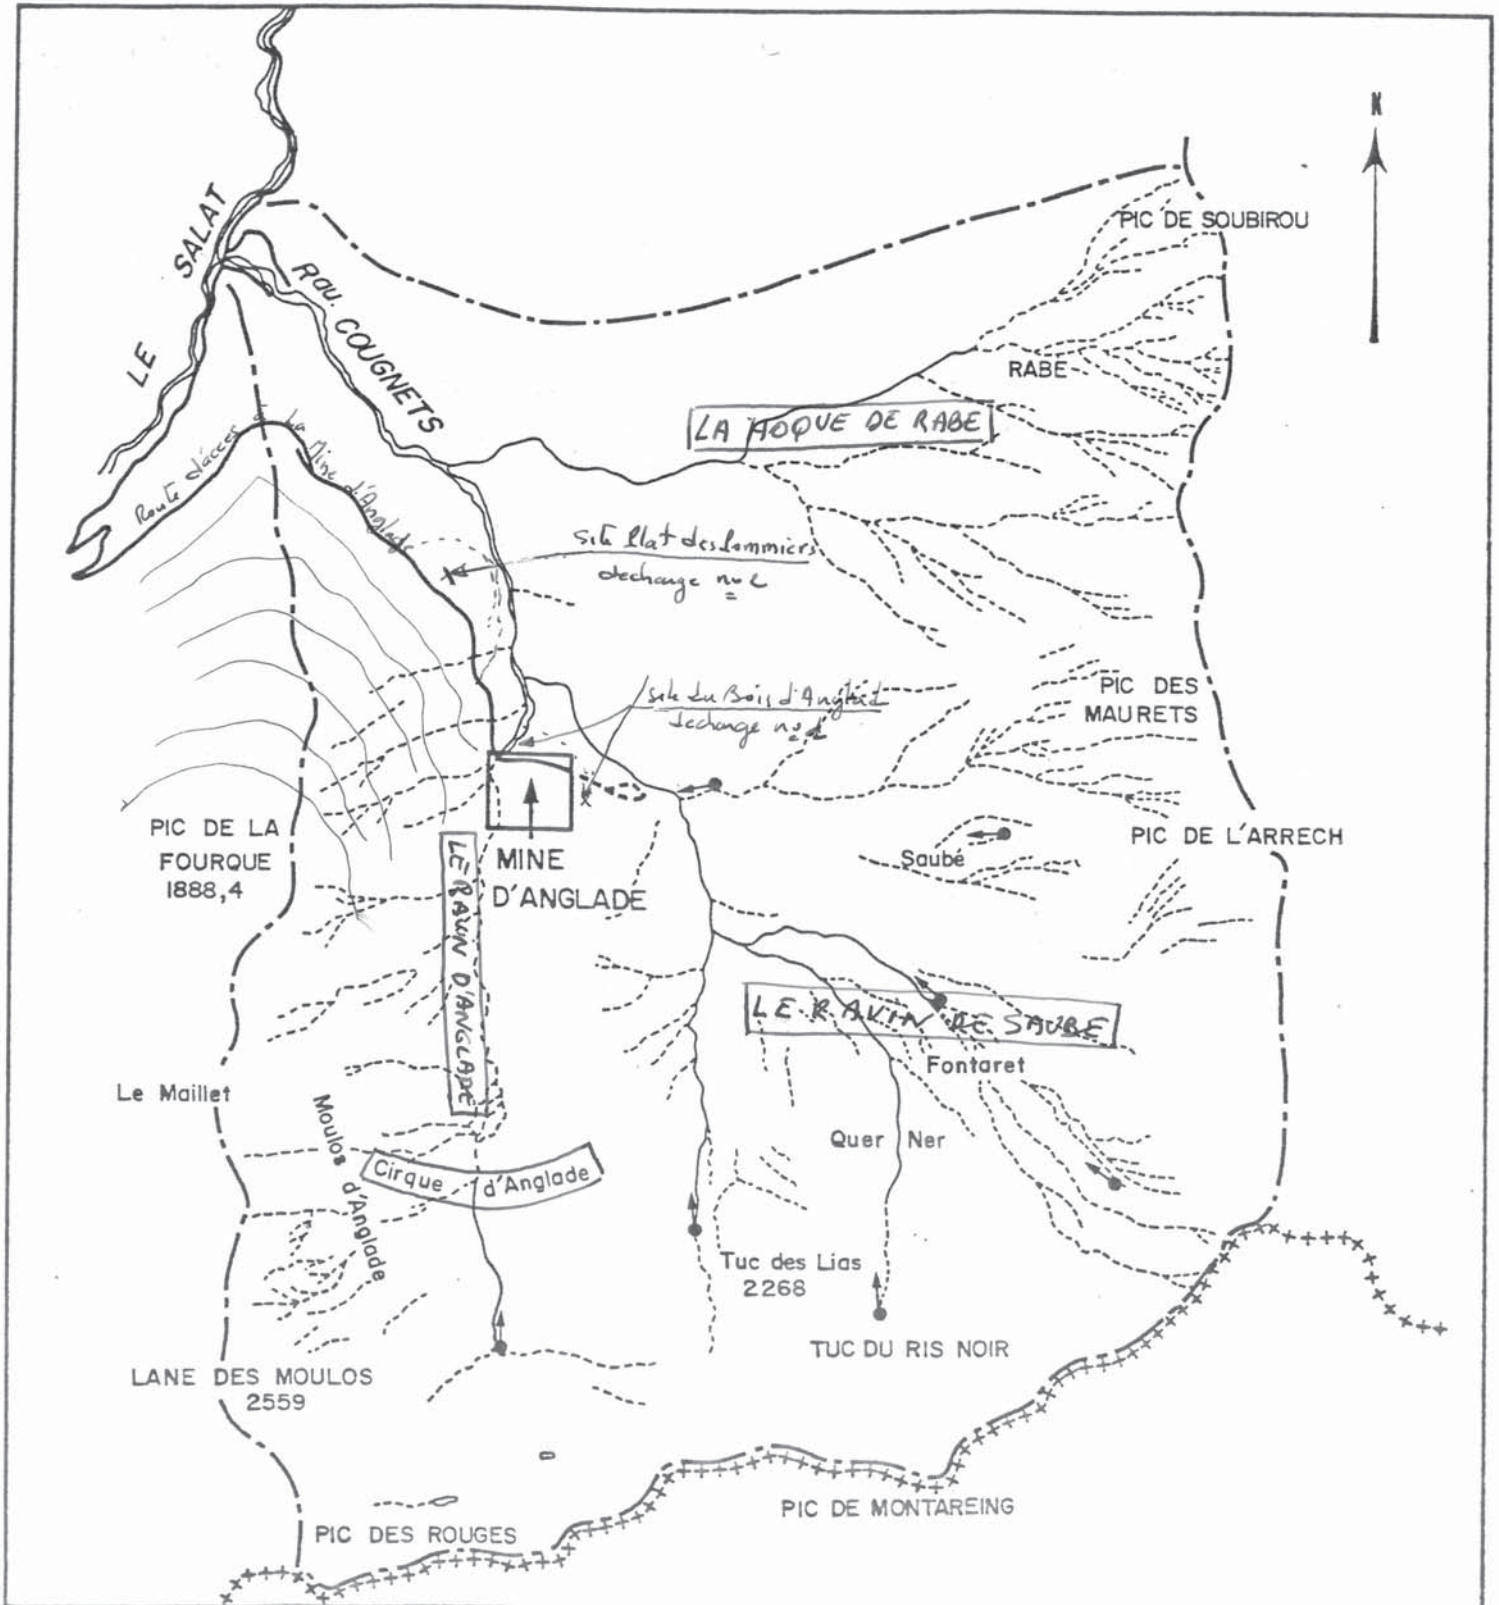 N
PIC DE SOUBIROU
LE SALAT
Rau. COUGNETS
RABE
LA HOQUE DE RABE
Route d'accès à la Mine d'Anglade
Site Plat des Pommiers
décharge no 2
Site du Bois d'Anglade
décharge no 1
PIC DES
MAURETS
PIC DE LA
FOURQUE
1888,4
MINE
D'ANGLADE
PIC DE L'ARRECH
Saubé
LE RAVIN D'ANGLADE
LE RAVIN DE SAUBE
Fontaret
Le Maillet
Moulos d'Anglade
Quer Ner
Cirque d'Anglade
Tuc des Lias
2268
TUC DU RIS NOIR
LANE DES MOULOS
2559
PIC DE MONTAREING
PIC DES ROUGES